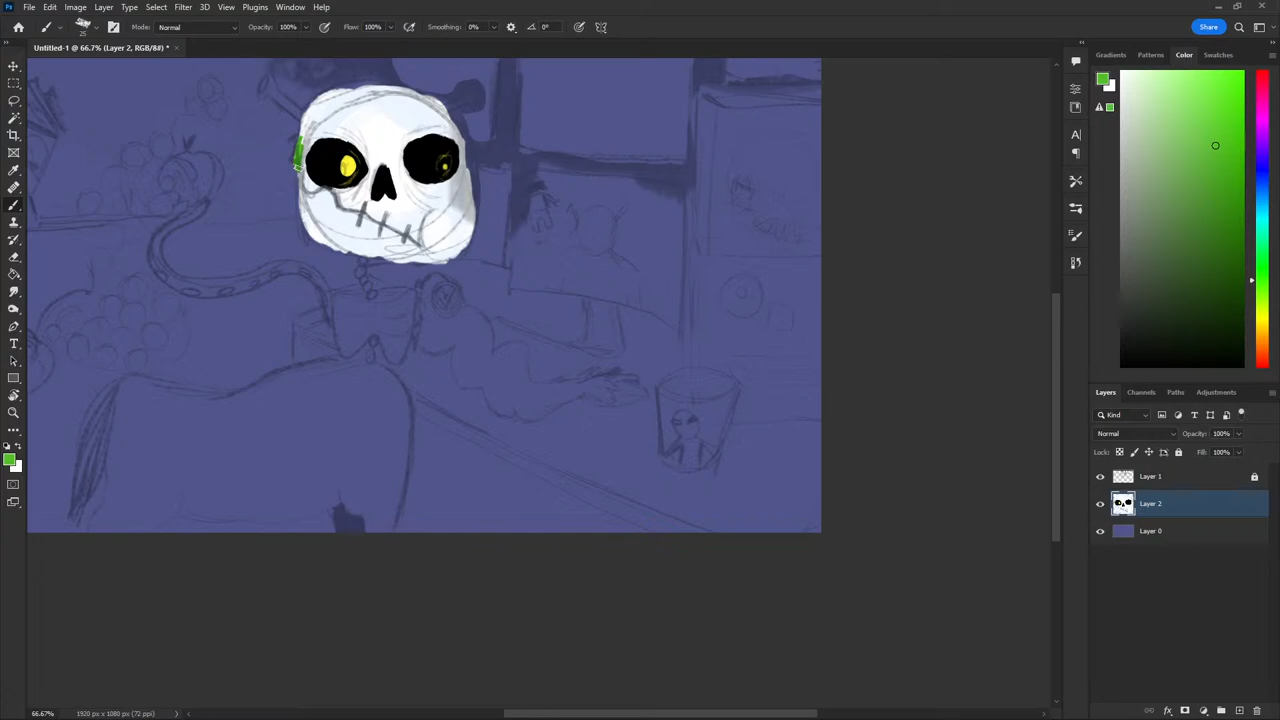 Ps File Edit Image Layer Type Select Filter 3D View Plugins Window Help
25 Mode: Normal Opacity: 100% Flow: 100% Smoothing: 0% 0° Share
Untitled-1 @ 66.7% (Layer 2, RGB/8#) *
Gradients Patterns Color Swatches
Layers Channels Paths Adjustments
Kind
Normal Opacity: 100%
Lock: Fill: 100%
Layer 1
Layer 2
Layer 0
66.67% 1920 px x 1080 px (72 ppi)